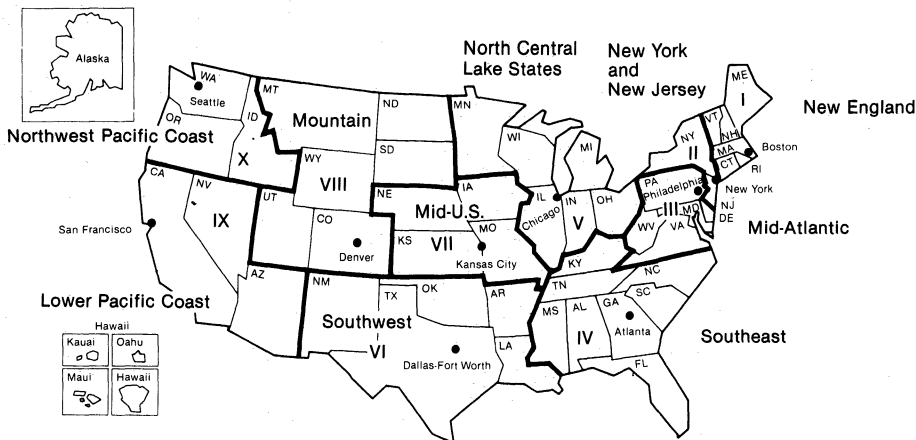 Alaska
North Central
Lake States
New York
and
New Jersey
New England
Northwest Pacific Coast
WA
Seattle
OR
ID
X
MT
Mountain
ND
SD
WY
VIII
MN
WI
MI
ME
I
VT
NH
NY
II
MA
CT
Boston
RI
New York
NJ
DE
Mid-Atlantic
PA
Philadelphia
III
MD
WV
VA
CA
NV
IX
San Francisco
UT
CO
Denver
AZ
NE
IA
Mid-U.S.
KS
VII
MO
Kansas City
IL
Chicago
IN
V
OH
KY
TN
NC
SC
NM
TX
OK
AR
Southwest
VI
Dallas-Fort Worth
LA
MS
AL
GA
IV
Atlanta
FL
Southeast
Lower Pacific Coast
Hawaii
Kauai
Oahu
Maui
Hawaii